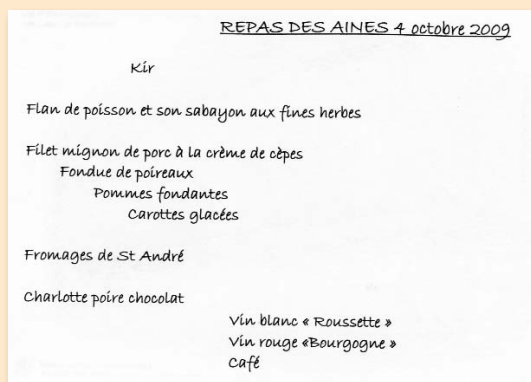 REPAS DES AINES 4 octobre 2009
Kir
Flan de poisson et son sabayon aux fines herbes
Filet mignon de porc à la crème de cèpes
Fondue de poireaux
Pommes fondantes
Carottes glacées
Fromages de St André
Charlotte poire chocolat
Vin blanc « Roussette »
Vin rouge «Bourgogne »
Café